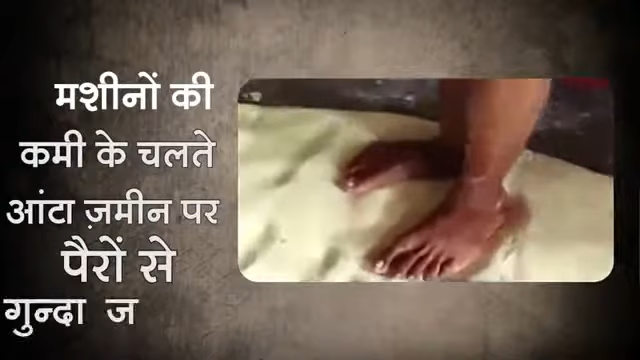 मशीनों की
कमी के चलते
आंटा ज़मीन पर
पैरों से
गुन्दा ज